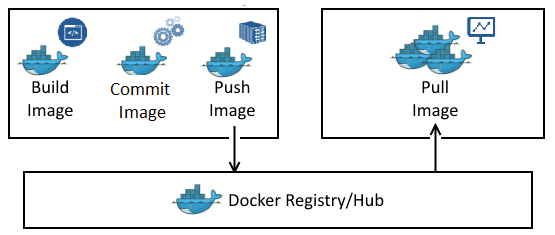 Build
Image
Commit
Image
Push
Image
Pull
Image
Docker Registry/Hub